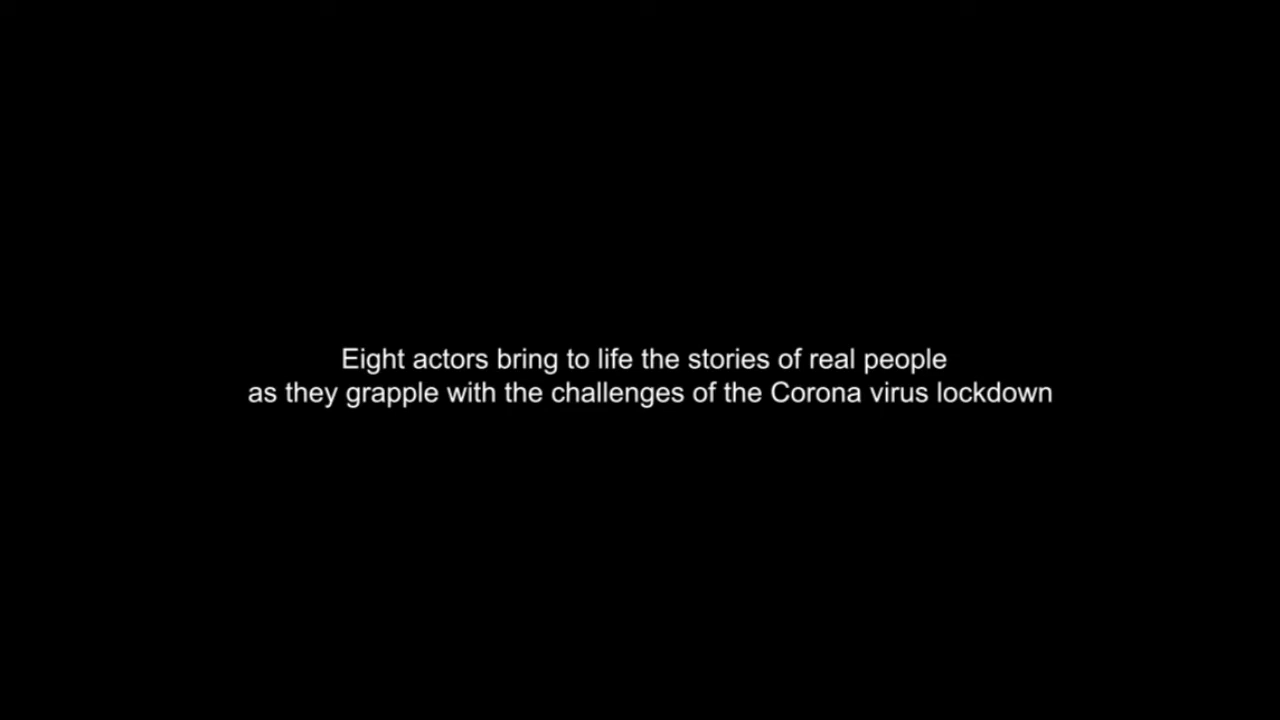 Eight actors bring to life the stories of real people
as they grapple with the challenges of the Corona virus lockdown